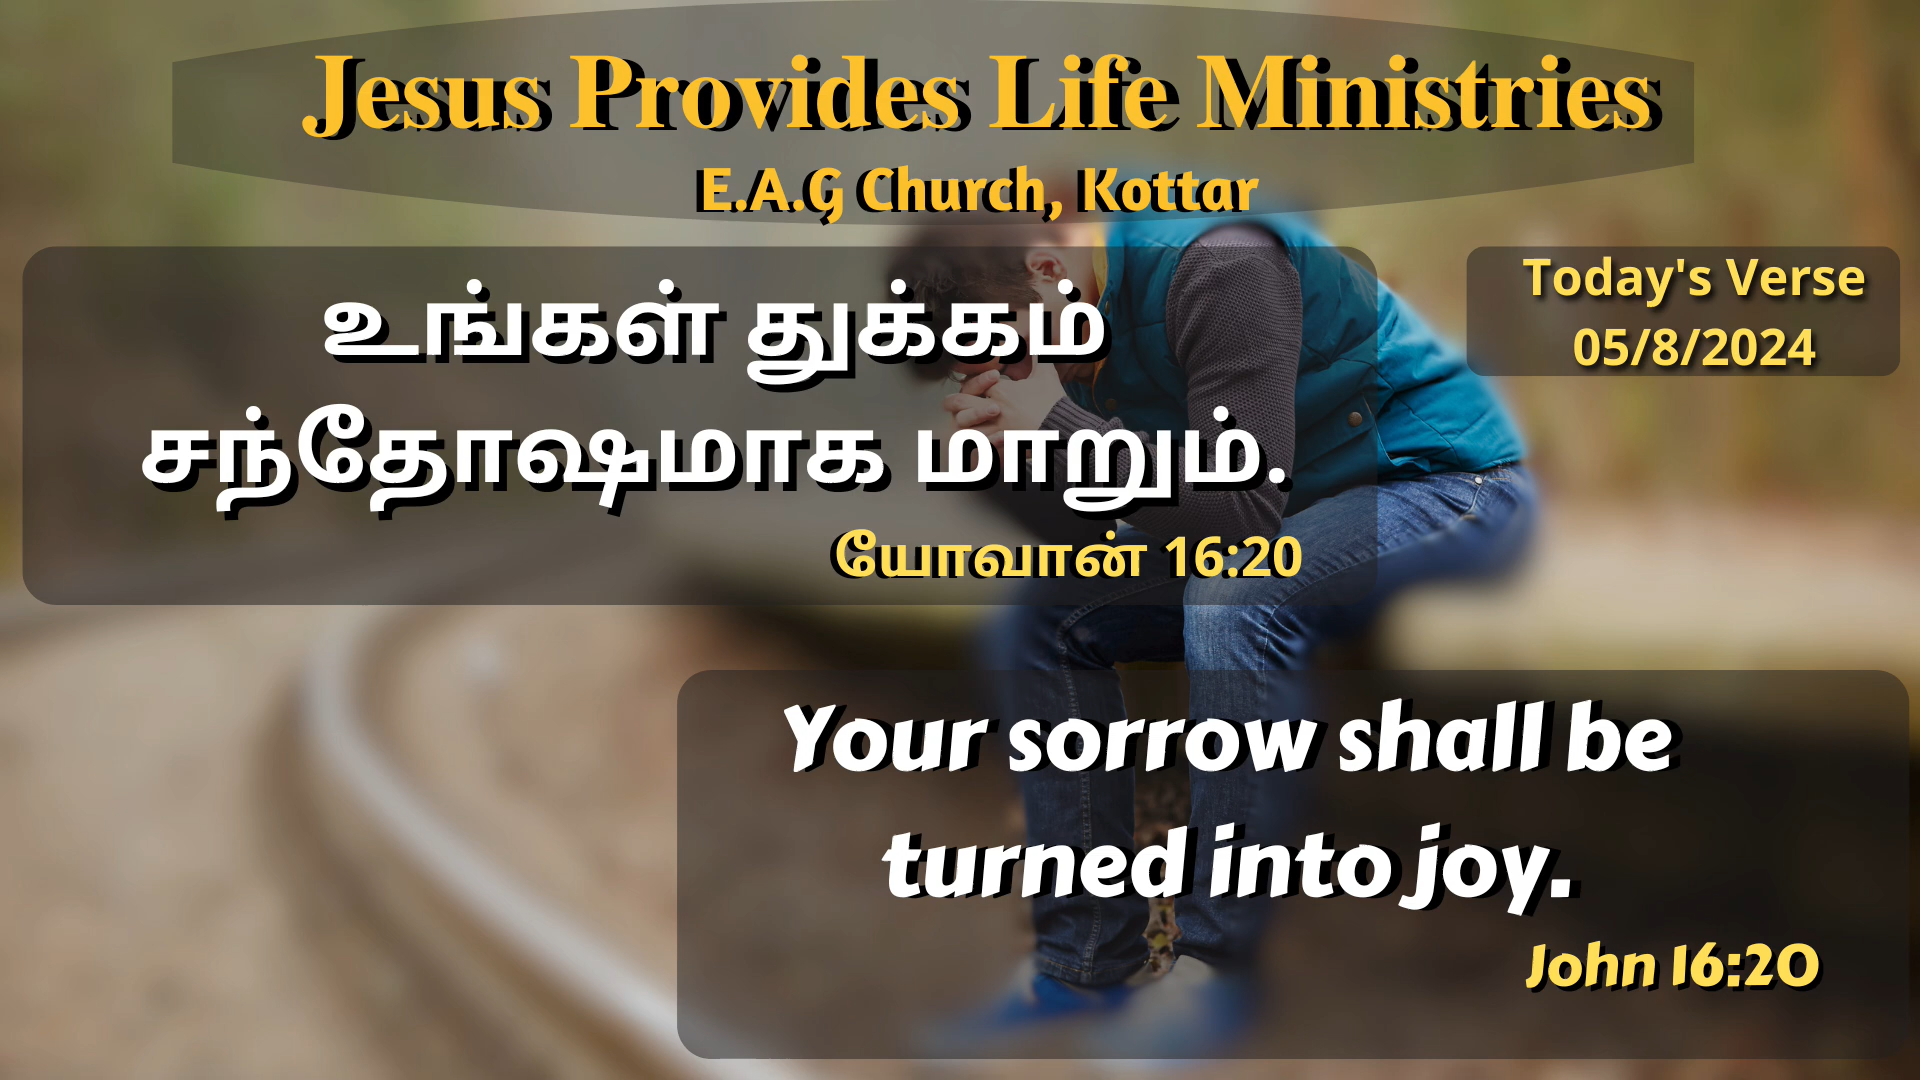 Jesus Provides Life Ministries
E.A.G Church, Kottar
Today's Verse
05/8/2024
உங்கள் துக்கம்
சந்தோஷமாக மாறும்.
யோவான் 16:20
Your sorrow shall be
turned into joy.
John 16:20